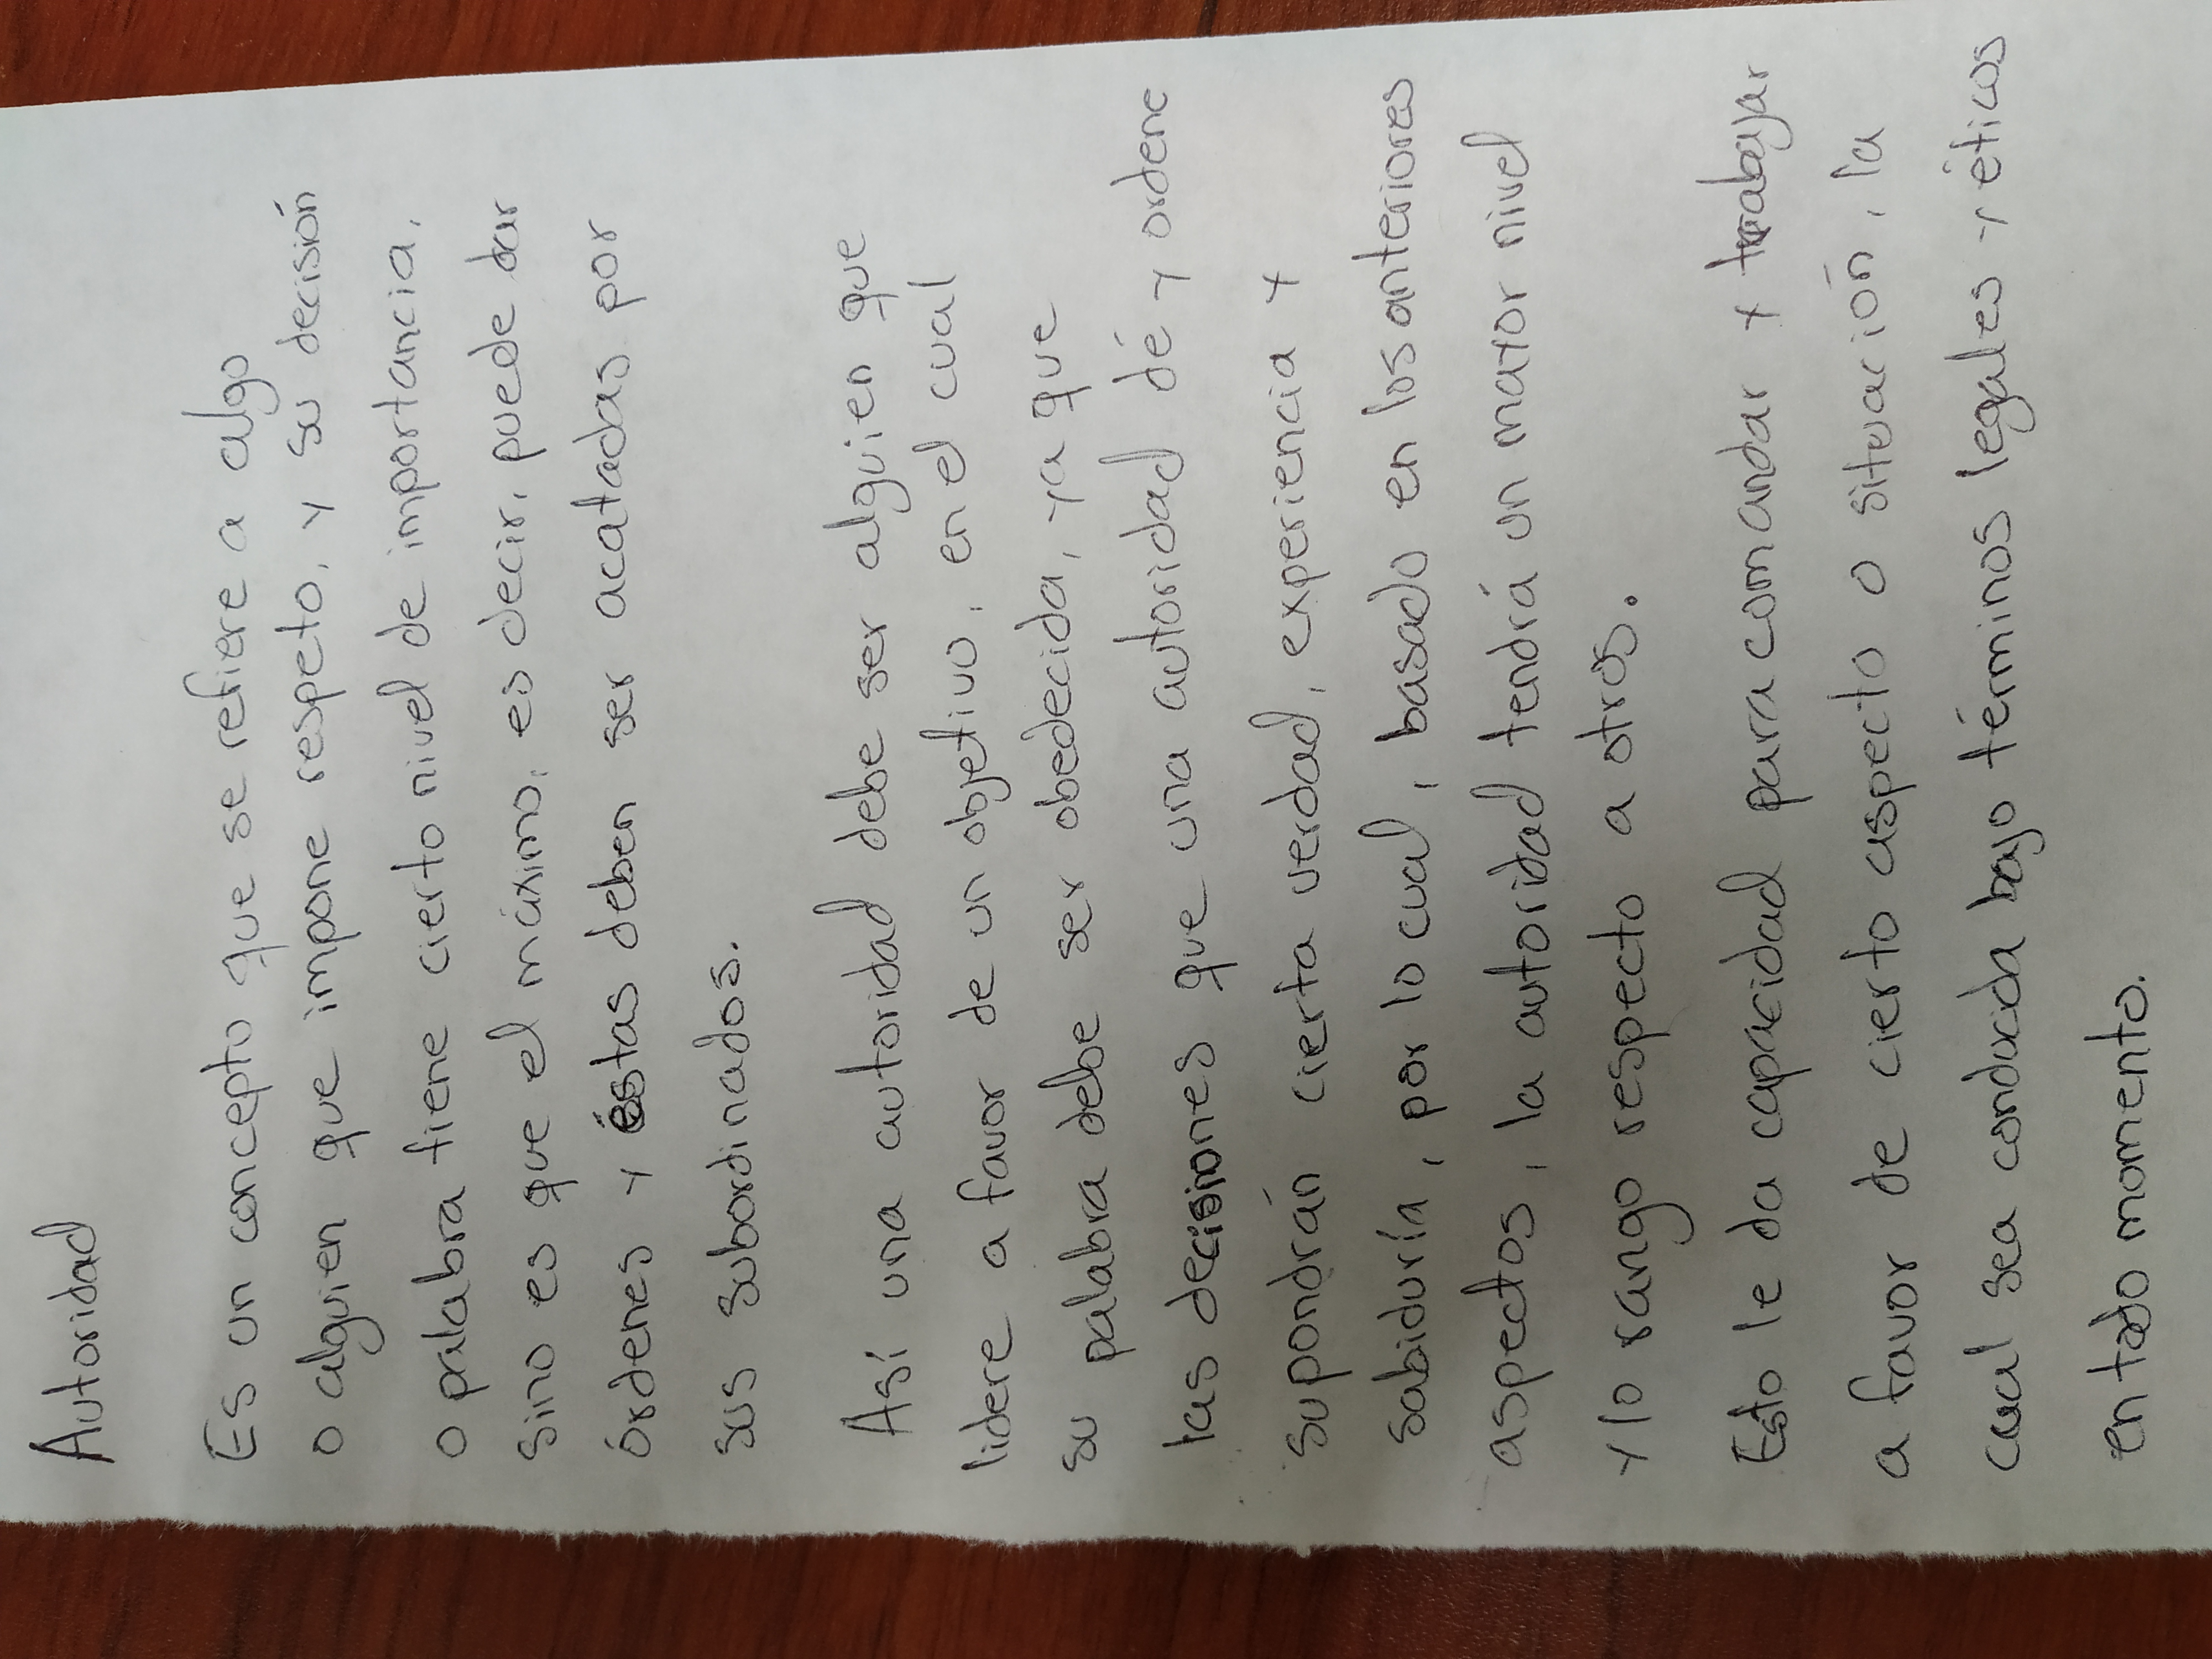 Autoridad
Es un concepto que se refiere a algo
o alguien que impone respeto, y su decisión
o palabra tiene cierto nivel de importancia,
sino es que el máximo, es decir, puede dar
órdenes y éstas deben ser acatadas por
sus subordinados.
Así una autoridad debe ser alguien que
lidere a favor de un objetivo, en el cual
su palabra debe ser obedecida, ya que
las decisiones que una autoridad dé y ordene
supondrán cierta verdad, experiencia y
sabiduría, por lo cual, basado en los anteriores
aspectos, la autoridad tendrá un mayor nivel
y/o rango respecto a otros.
Esto le da capacidad para comandar y trabajar
a favor de cierto aspecto o situación, la
cual sea conducida bajo términos legales y éticos
en todo momento.